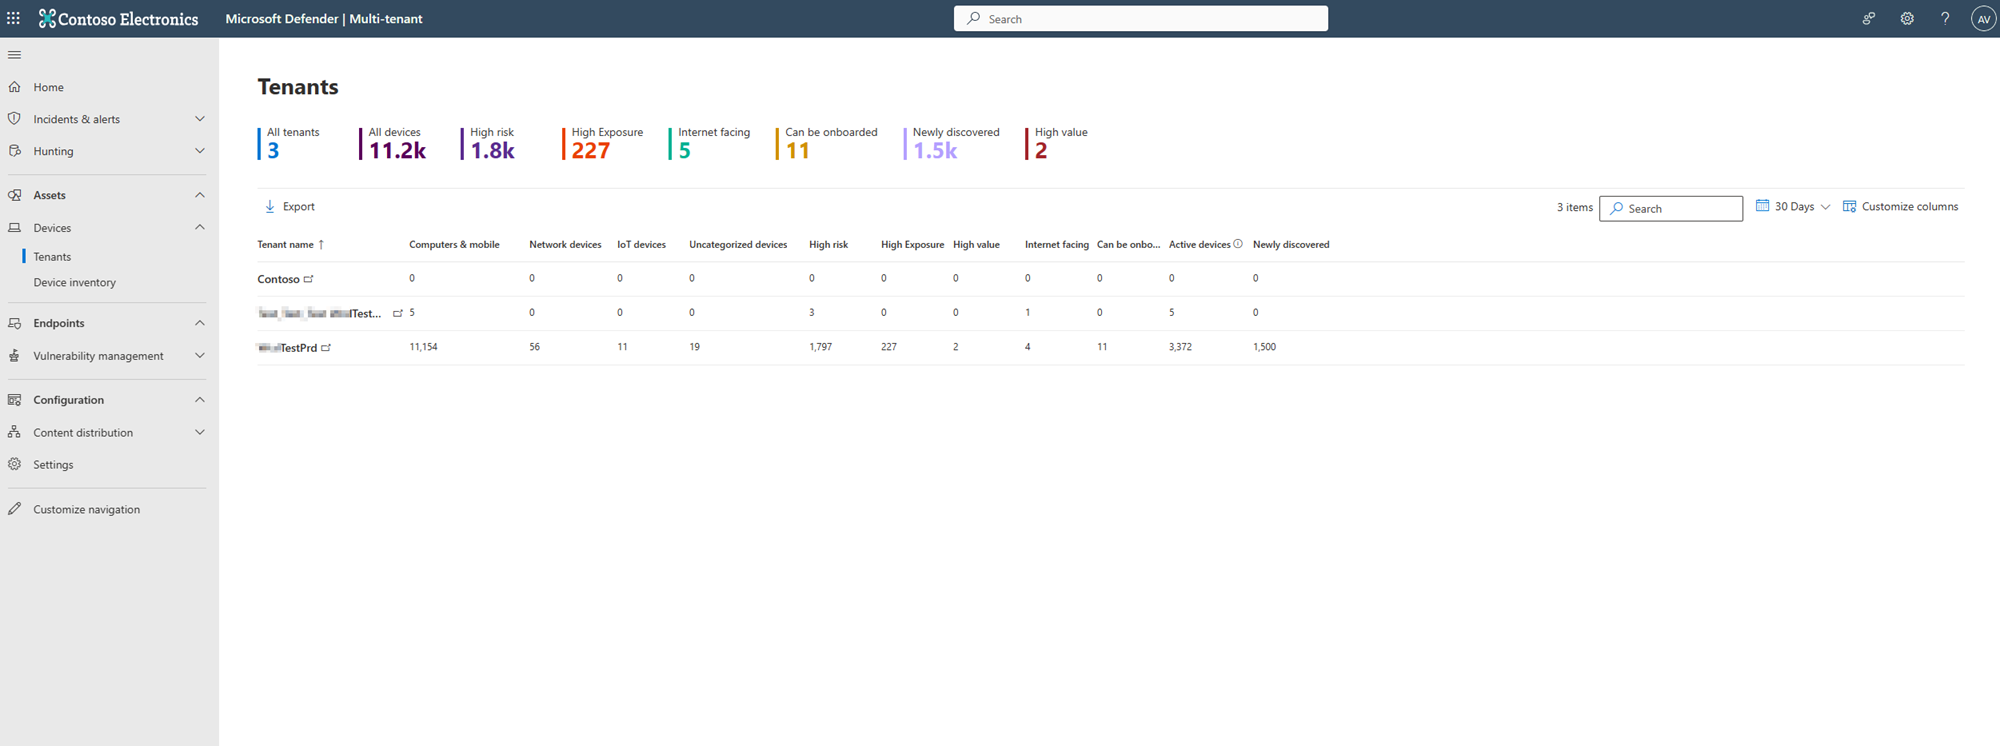 Contoso Electronics
Microsoft Defender | Multi-tenant
Search
AV
Home
Incidents & alerts
Hunting
Assets
Devices
Tenants
Device inventory
Endpoints
Vulnerability management
Configuration
Content distribution
Settings
Customize navigation
Tenants
All tenants
3
All devices
11.2k
High risk
1.8k
High Exposure
227
Internet facing
5
Can be onboarded
11
Newly discovered
1.5k
High value
2
Export
3 items
Search
30 Days
Customize columns
Tenant name ↑ Computers & mobile Network devices IoT devices Uncategorized devices High risk High Exposure High value Internet facing Can be onbo... Active devices Newly discovered
Contoso 0 0 0 0 0 0 0 0 0 0 0
lTest... 5 0 0 0 3 0 0 1 0 5 0
TestPrd 11,154 56 11 19 1,797 227 2 4 11 3,372 1,500